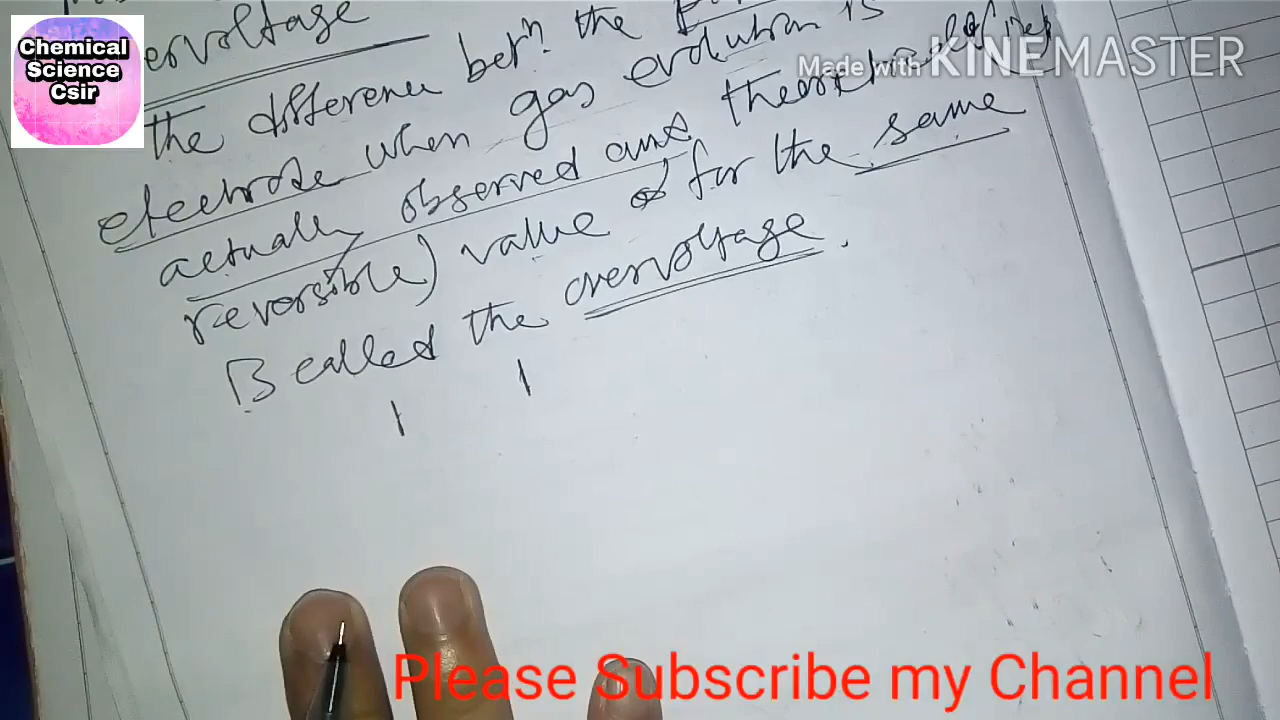 Chemical
Science
Csir
Made with KINEMASTER
ervoltage
the difference betn the
electrode when gas evolution is
actually observed and theoretical
reversible) value for the same
is called the overvoltage.
Please Subscribe my Channel